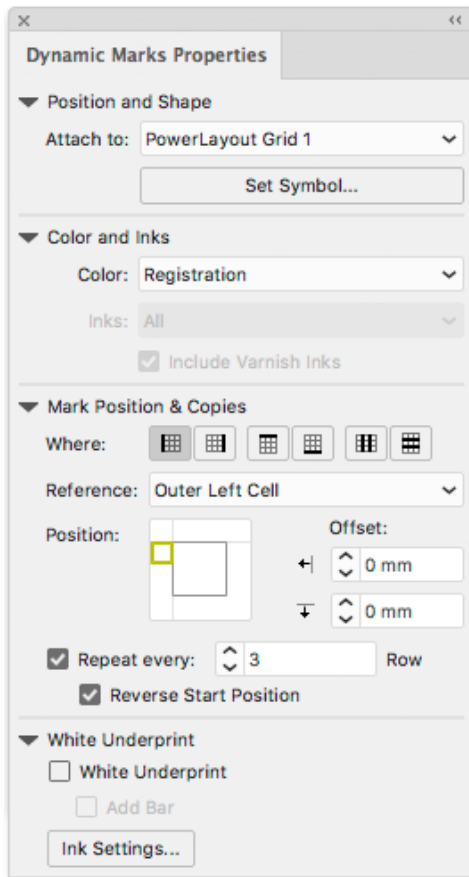 Dynamic Marks Properties
Position and Shape
Attach to: PowerLayout Grid 1
Set Symbol...
Color and Inks
Color: Registration
Inks: All
Include Varnish Inks
Mark Position & Copies
Where:
Reference: Outer Left Cell
Position: Offset:
0 mm
0 mm
Repeat every: 3 Row
Reverse Start Position
White Underprint
White Underprint
Add Bar
Ink Settings...